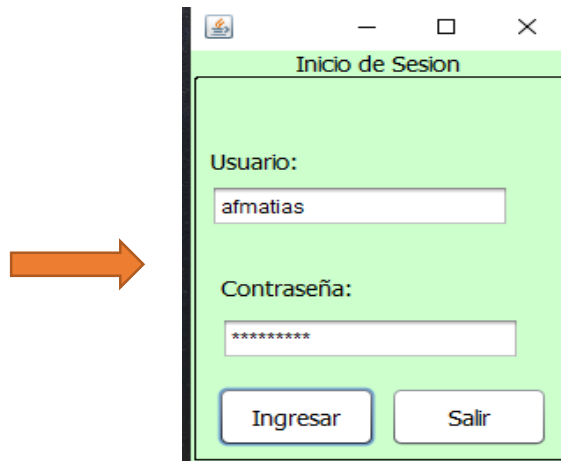 Inicio de Sesion
Usuario:
afmatias
Contraseña:
*********
Ingresar Salir